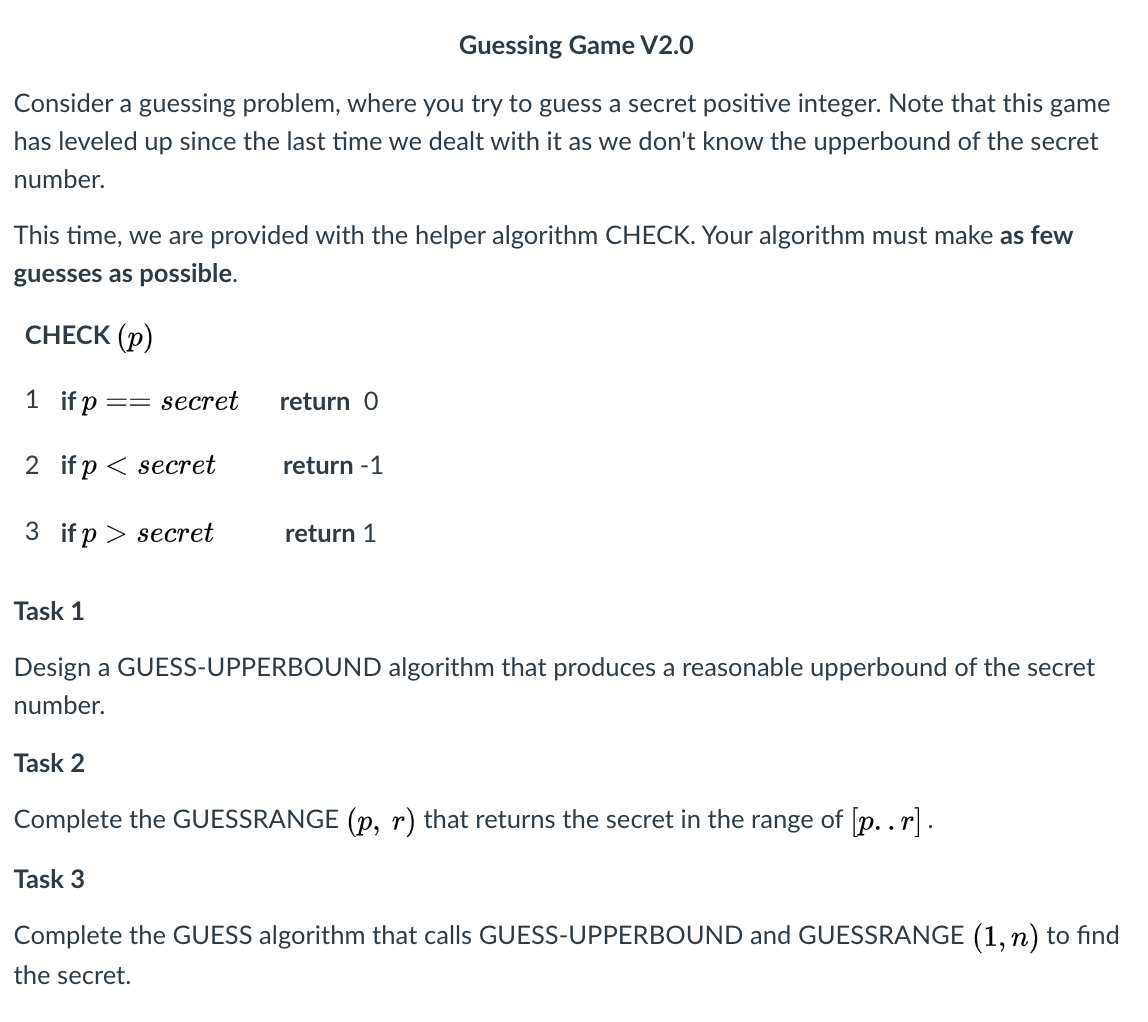 Guessing Game V2.0
Consider a guessing problem, where you try to guess a secret positive integer. Note that this game
has leveled up since the last time we dealt with it as we don't know the upperbound of the secret
number.
This time, we are provided with the helper algorithm CHECK. Your algorithm must make as few
guesses as possible.
CHECK (p)
1 if p == secret return 0
2 if p < secret return -1
3 if p > secret return 1
Task 1
Design a GUESS-UPPERBOUND algorithm that produces a reasonable upperbound of the secret
number.
Task 2
Complete the GUESSRANGE (p, r) that returns the secret in the range of [p. . r] .
Task 3
Complete the GUESS algorithm that calls GUESS-UPPERBOUND and GUESSRANGE (1, n) to find
the secret.